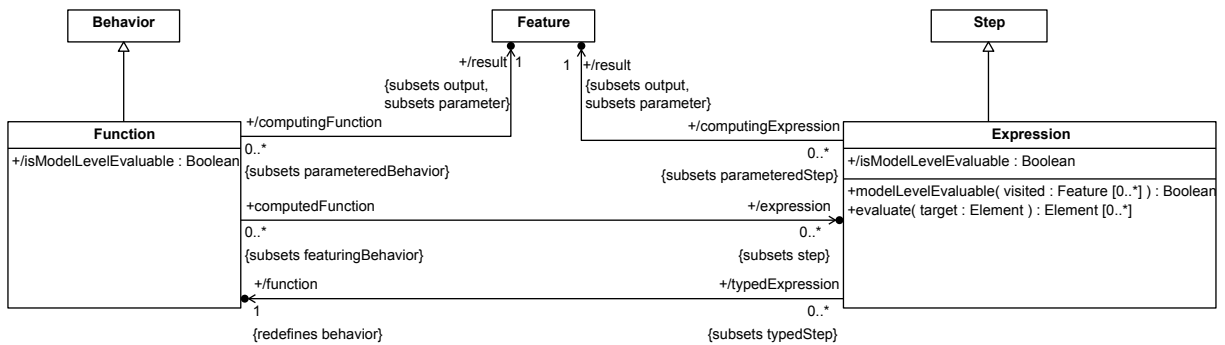 Behavior
Feature
Step
+/result
1
1
+/result
{subsets output,
subsets parameter}
{subsets output,
subsets parameter}
Function
+/isModelLevelEvaluable : Boolean
+/computingFunction
0..*
{subsets parameteredBehavior}
+/computingExpression
0..*
{subsets parameteredStep}
Expression
+/isModelLevelEvaluable : Boolean
+modelLevelEvaluable( visited : Feature [0..*] ) : Boolean
+evaluate( target : Element ) : Element [0..*]
+computedFunction
0..*
{subsets featuringBehavior}
+/expression
0..*
{subsets step}
+/function
1
{redefines behavior}
+/typedExpression
0..*
{subsets typedStep}